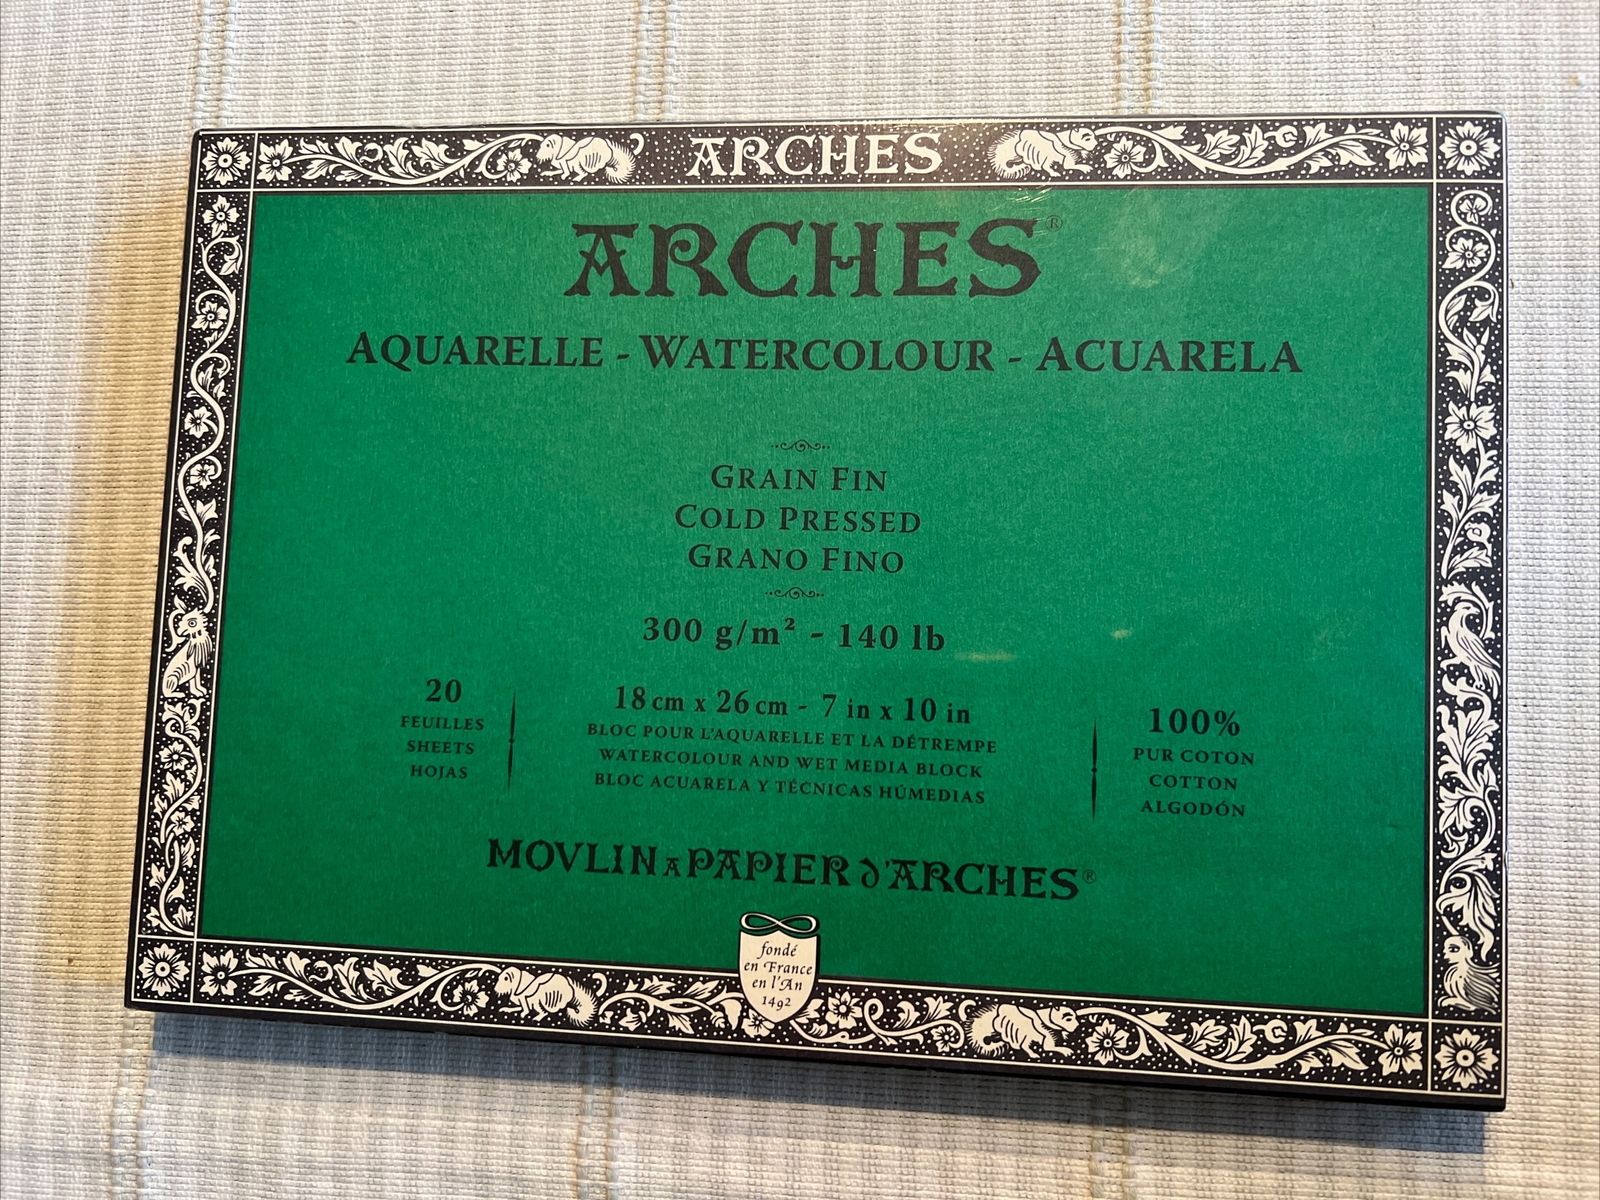 ARCHES
ARCHES®
AQUARELLE - WATERCOLOUR - ACUARELA
GRAIN FIN
COLD PRESSED
GRANO FINO
300 g/m² - 140 lb
20
FEUILLES
SHEETS
HOJAS
18 cm x 26 cm - 7 in x 10 in
BLOC POUR L'AQUARELLE ET LA DÉTREMPE
WATERCOLOUR AND WET MEDIA BLOCK
BLOC ACUARELA Y TÉCNICAS HÚMEDIAS
100%
PUR COTON
COTTON
ALGODÓN
MOVLIN A PAPIER d'ARCHES®
fondé
en France
en l'An
1492